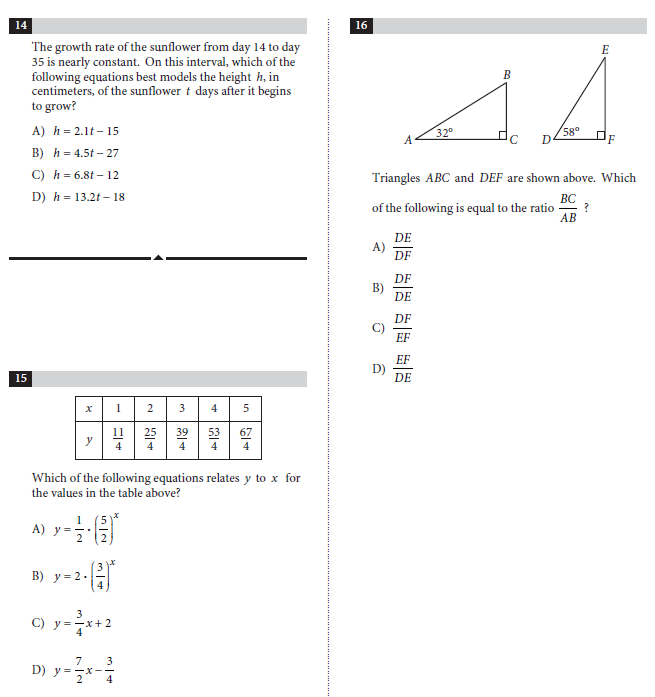 14
The growth rate of the sunflower from day 14 to day
35 is nearly constant. On this interval, which of the
following equations best models the height h, in
centimeters, of the sunflower t days after it begins
to grow?
A) h = 2.1t – 15
B) h = 4.5t – 27
C) h = 6.8t – 12
D) h = 13.2t – 18
15
x 1 2 3 4 5
y 11/4 25/4 39/4 53/4 67/4
Which of the following equations relates y to x for
the values in the table above?
A) y = 1/2 · (5/2)^x
B) y = 2 · (3/4)^x
C) y = 3/4 x + 2
D) y = 7/2 x – 3/4
16
A 32° B C
D 58° E F
Triangles ABC and DEF are shown above. Which
of the following is equal to the ratio BC/AB ?
A) DE/DF
B) DF/DE
C) DF/EF
D) EF/DE